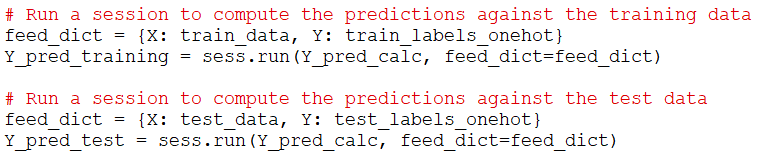 # Run a session to compute the predictions against the training data
feed_dict = {X: train_data, Y: train_labels_onehot}
Y_pred_training = sess.run(Y_pred_calc, feed_dict=feed_dict)
# Run a session to compute the predictions against the test data
feed_dict = {X: test_data, Y: test_labels_onehot}
Y_pred_test = sess.run(Y_pred_calc, feed_dict=feed_dict)